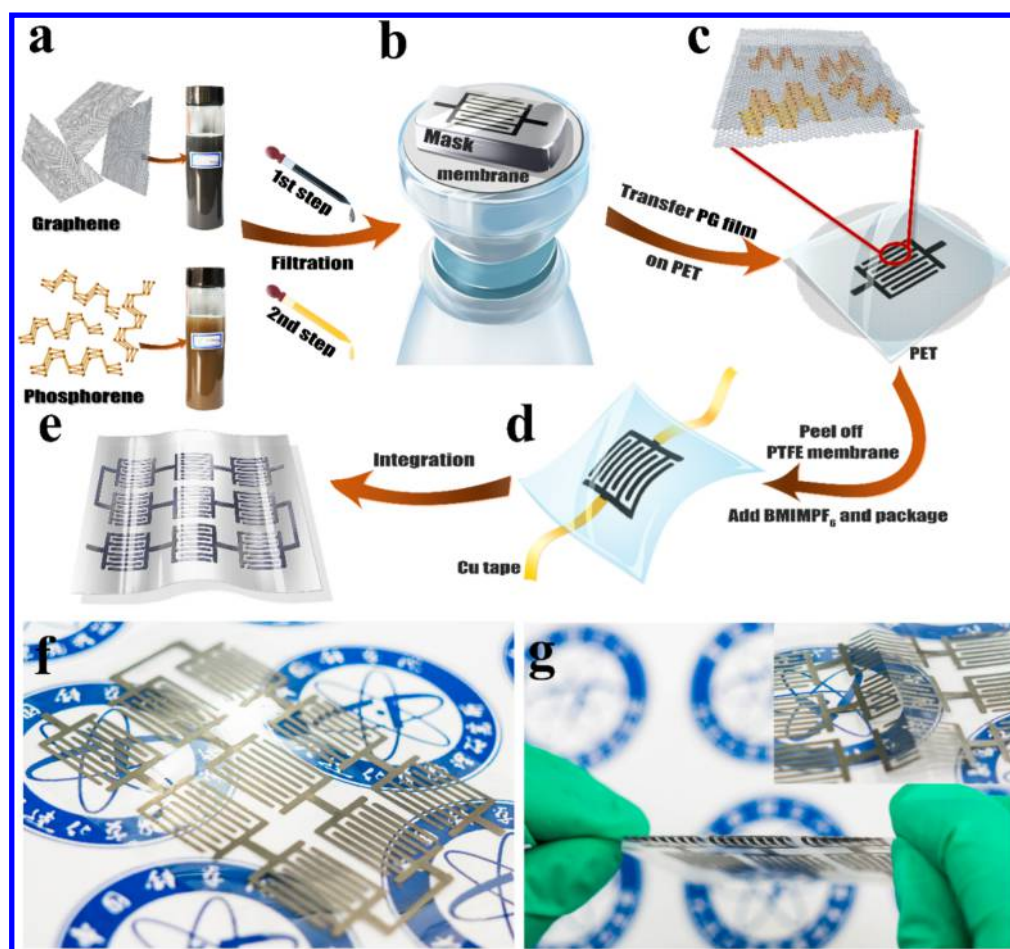 a
b
c
Graphene
Phosphorene
1st step
Filtration
2nd step
Mask
membrane
Transfer PG film
on PET
PET
e
d
Integration
Cu tape
Peel off
PTFE membrane
Add BMIMPF₆ and package
f
g